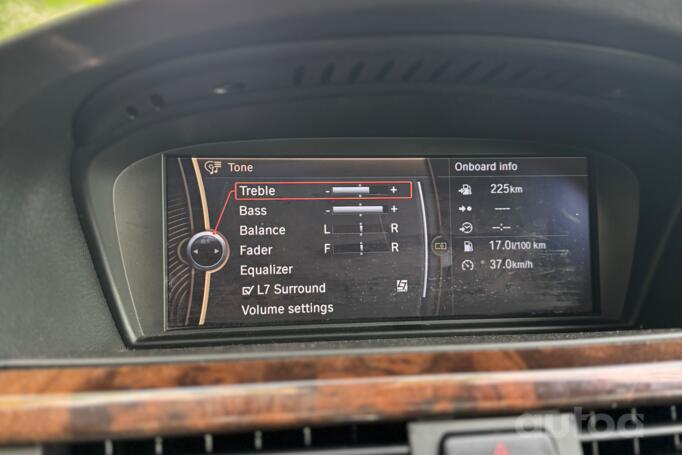 Tone
Treble - +
Bass - +
Balance L R
Fader F R
Equalizer
L7 Surround
Volume settings
Onboard info
225km
----
--:--
17.0l/100 km
37.0km/h